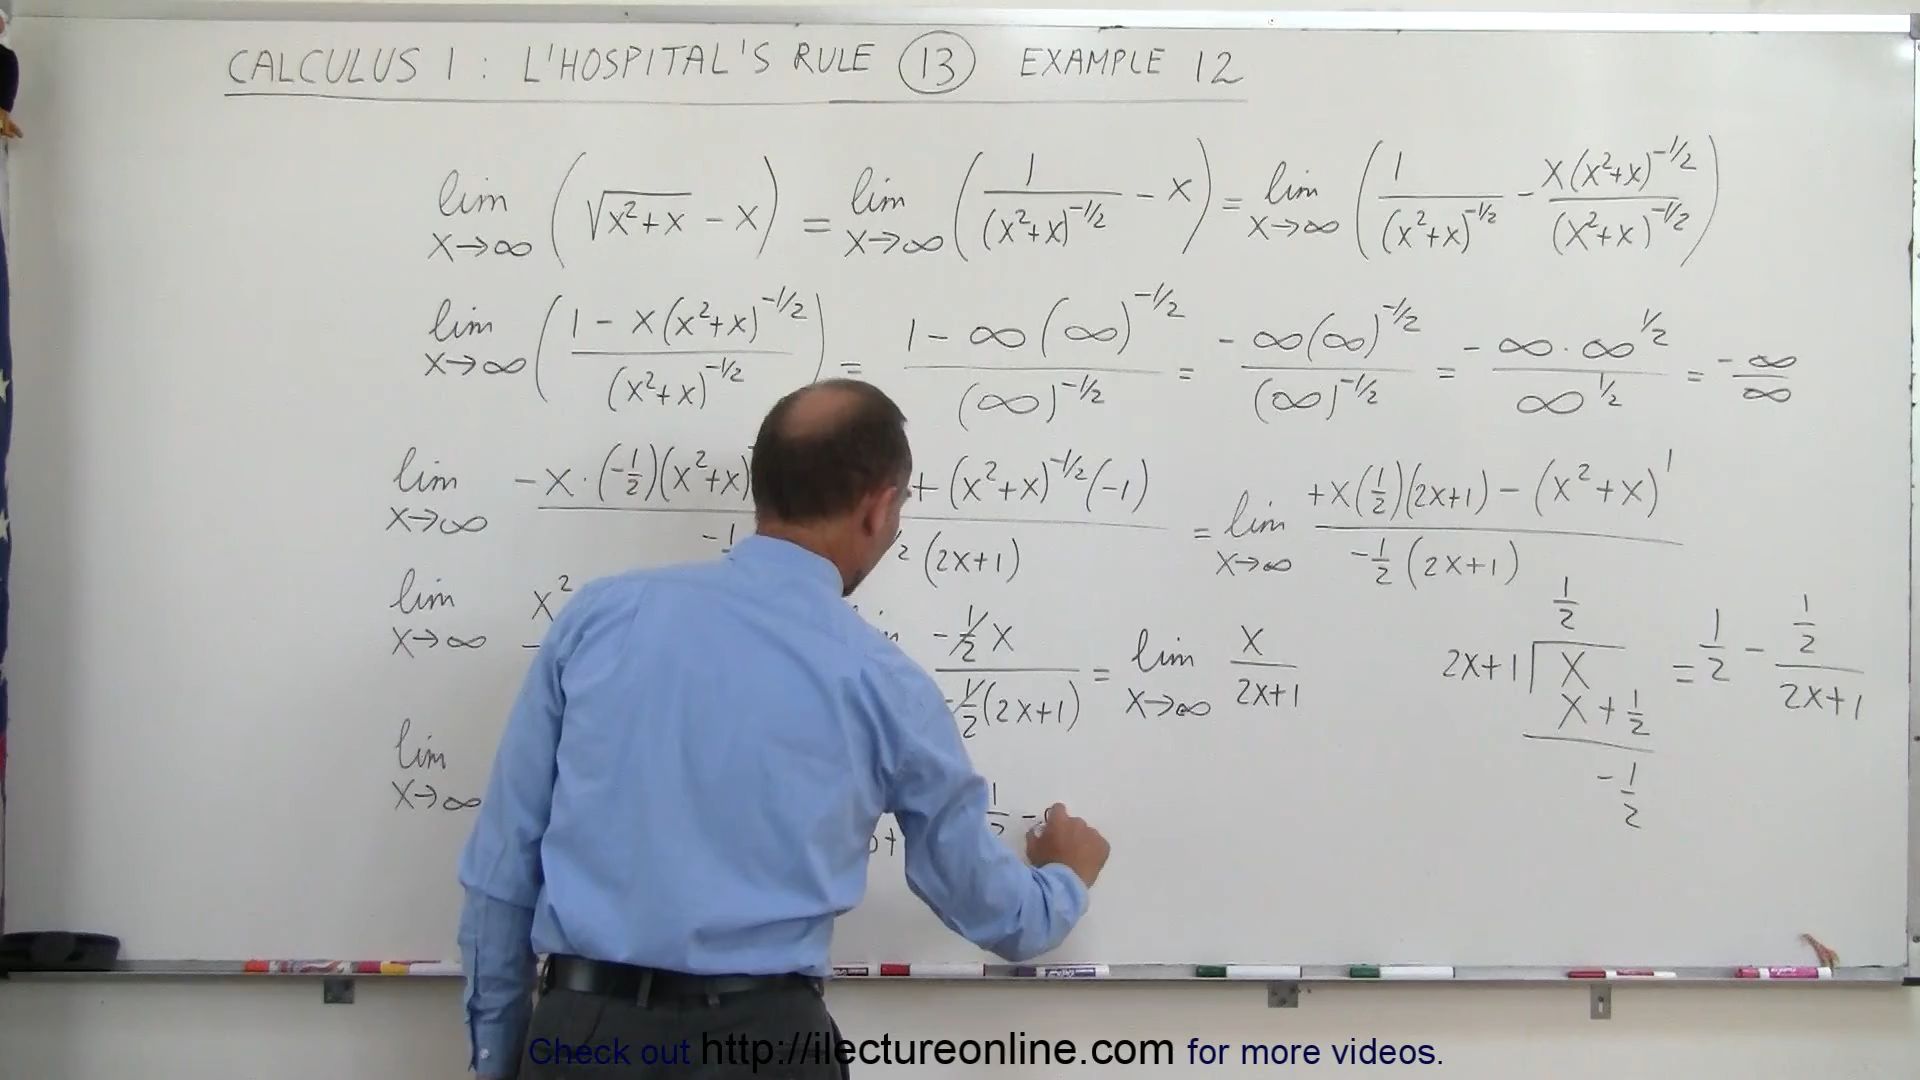 CALCULUS 1 : L'HOSPITAL'S RULE (13) EXAMPLE 12
lim x→∞ (√(x²+x) - x) = lim x→∞ (1/(x²+x)^(-1/2) - x) = lim x→∞ (1/(x²+x)^(-1/2) - x(x²+x)^(-1/2)/(x²+x)^(-1/2))
lim x→∞ ((1 - x(x²+x)^(-1/2))/(x²+x)^(-1/2)) = (1-∞(∞)^(-1/2))/(∞)^(-1/2) = -∞(∞)^(-1/2)/(∞)^(-1/2) = -∞·∞^(1/2)/∞^(1/2) = -∞/∞
lim x→∞ -x·(-1/2)(x²+x) + (x²+x)^(-1/2)(-1) / (2x+1) = lim x→∞ (+x(1/2)(2x+1) - (x²+x)^1)/(-1/2(2x+1))
lim x→∞ x² -1/2x/(-1/2(2x+1)) = lim x→∞ x/(2x+1)
1/2
2x+1 ) x = 1/2 - (1/2)/(2x+1)
x + 1/2
-1/2
lim x→∞
Check out http://ilectureonline.com for more videos.